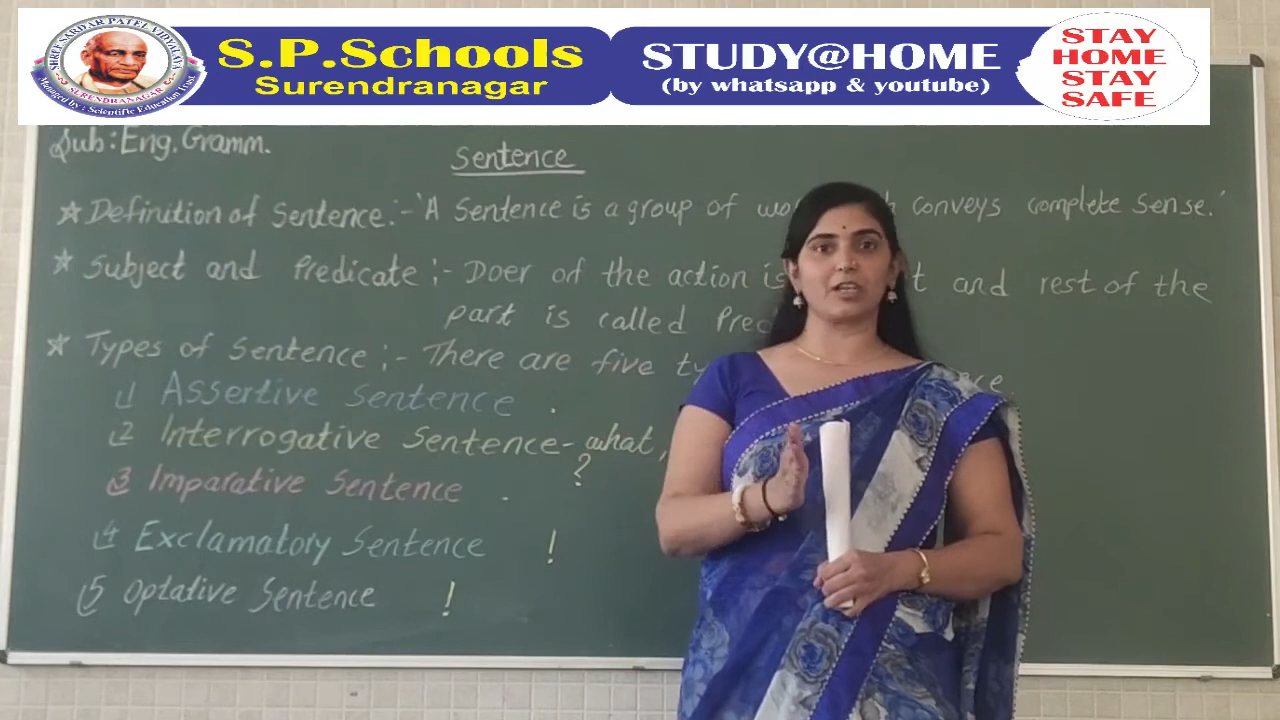 SHREE SARDAR PATEL VIDYALAYA
SURENDRANAGAR
Managed by : Scientific Education Trust
S.P.Schools
Surendranagar
STUDY@HOME
(by whatsapp & youtube)
STAY
HOME
STAY
SAFE
Sub: Eng. Gramm.
Sentence
★ Definition of Sentence :- 'A Sentence is a group of conveys complete Sense.'
★ Subject and Predicate :- Doer of the action is and rest of the
part is called
★ Types of Sentence :- There are five
1 Assertive Sentence .
2 Interrogative Sentence - what,
?
3 Imparative Sentence .
4 Exclamatory Sentence !
5 Optative Sentence !